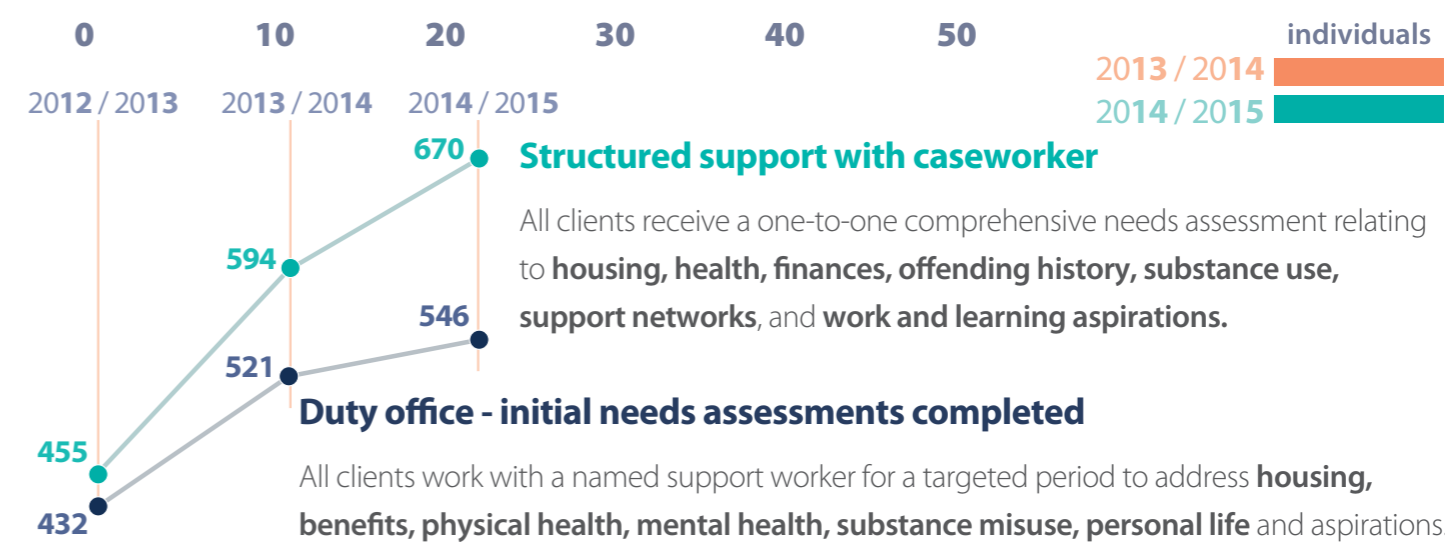 0 10 20 30 40 50 individuals
2013 / 2014
2014 / 2015
2012 / 2013 2013 / 2014 2014 / 2015
670 Structured support with caseworker
All clients receive a one-to-one comprehensive needs assessment relating
to housing, health, finances, offending history, substance use,
support networks, and work and learning aspirations.
594
546
521
Duty office - initial needs assessments completed
455
All clients work with a named support worker for a targeted period to address housing,
432 benefits, physical health, mental health, substance misuse, personal life and aspirations